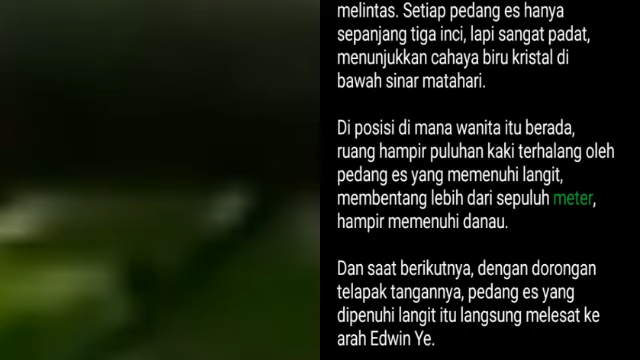 melintas. Setiap pedang es hanya
sepanjang tiga inci, lapi sangat padat,
menunjukkan cahaya biru kristal di
bawah sinar matahari.
Di posisi di mana wanita itu berada,
ruang hampir puluhan kaki terhalang oleh
pedang es yang memenuhi langit,
membentang lebih dari sepuluh meter,
hampir memenuhi danau.
Dan saat berikutnya, dengan dorongan
telapak tangannya, pedang es yang
dipenuhi langit itu langsung melesat ke
arah Edwin Ye.